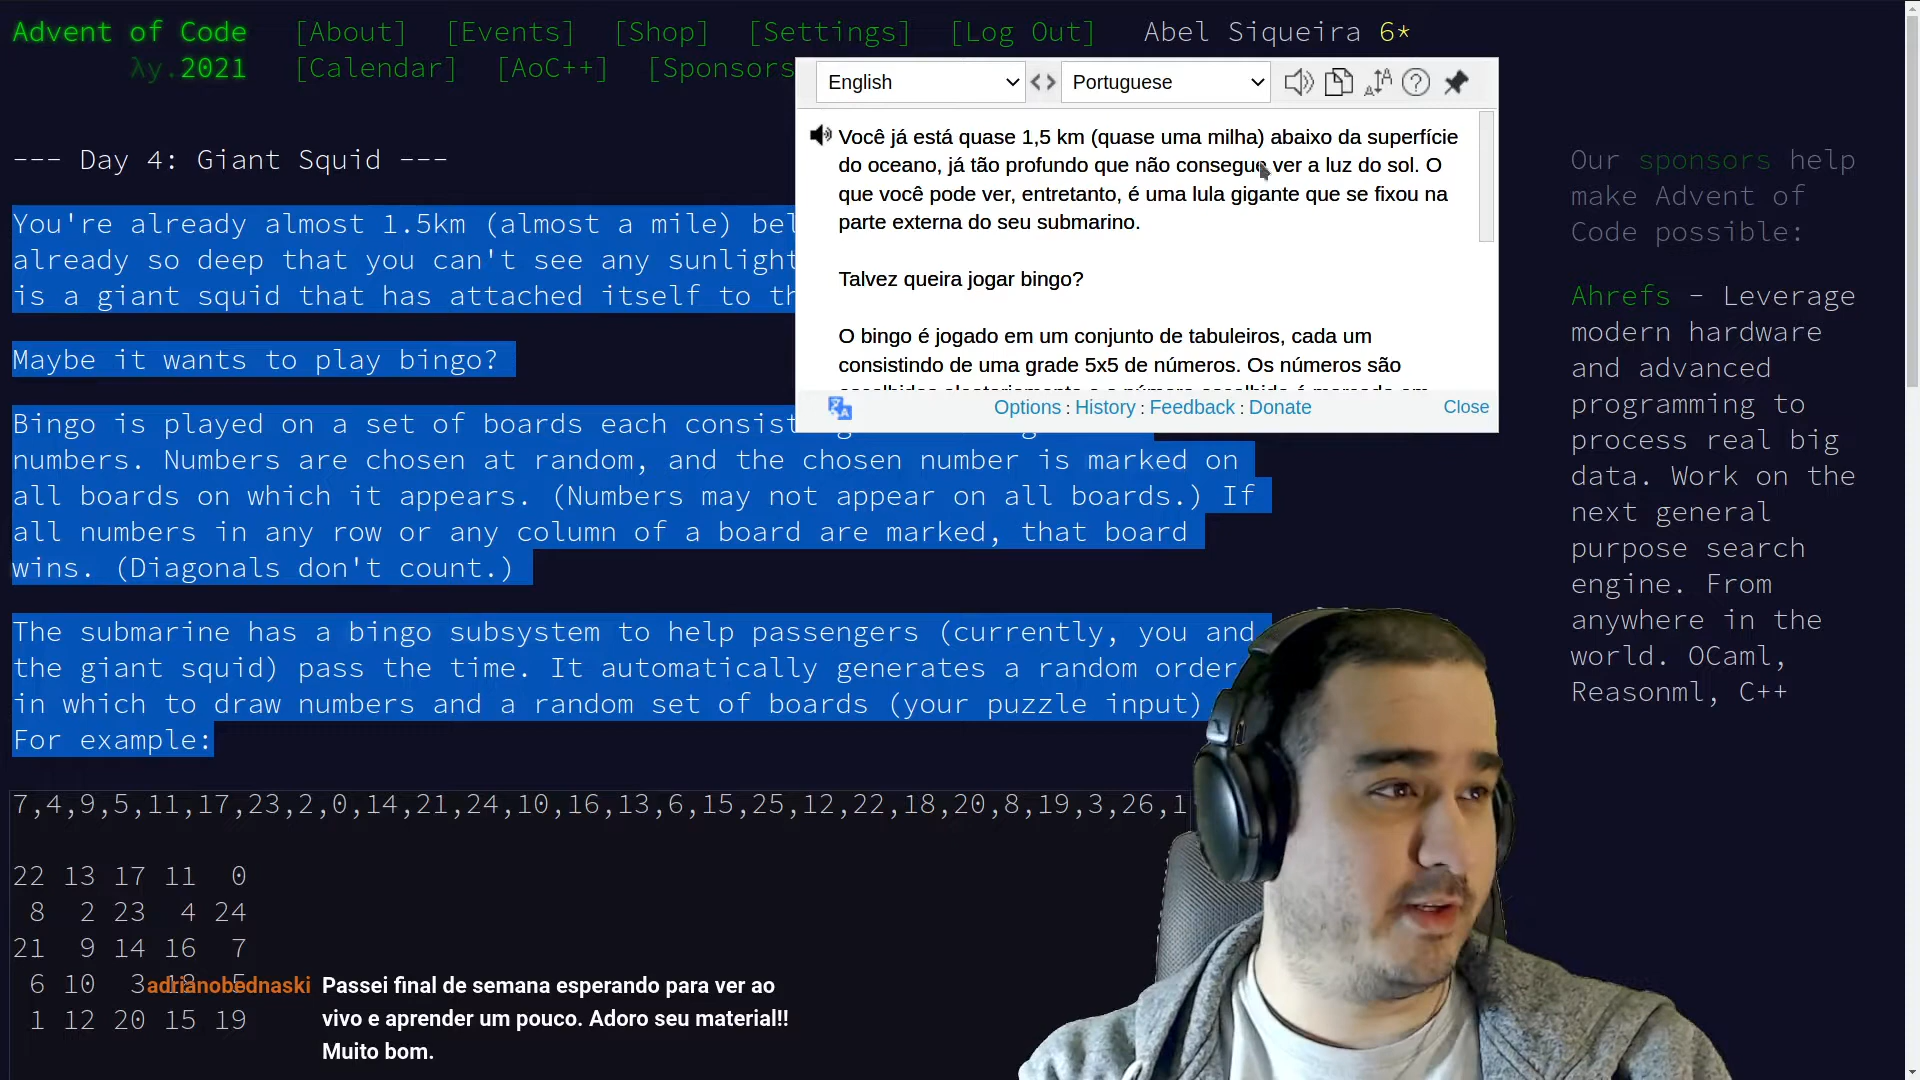 Advent of Code [About] [Events] [Shop] [Settings] [Log Out] Abel Siqueira 6*
λy.2021 [Calendar] [AoC++] [Sponsors
--- Day 4: Giant Squid ---
You're already almost 1.5km (almost a mile) bel
already so deep that you can't see any sunlight
is a giant squid that has attached itself to th
Maybe it wants to play bingo?
Bingo is played on a set of boards each consist
numbers. Numbers are chosen at random, and the chosen number is marked on
all boards on which it appears. (Numbers may not appear on all boards.) If
all numbers in any row or any column of a board are marked, that board
wins. (Diagonals don't count.)
The submarine has a bingo subsystem to help passengers (currently, you and
the giant squid) pass the time. It automatically generates a random order
in which to draw numbers and a random set of boards (your puzzle input).
For example:
7,4,9,5,11,17,23,2,0,14,21,24,10,16,13,6,15,25,12,22,18,20,8,19,3,26,1
22 13 17 11 0
8 2 23 4 24
21 9 14 16 7
6 10 3 18 5
1 12 20 15 19
English <> Portuguese
Você já está quase 1,5 km (quase uma milha) abaixo da superfície
do oceano, já tão profundo que não consegue ver a luz do sol. O
que você pode ver, entretanto, é uma lula gigante que se fixou na
parte externa do seu submarino.
Talvez queira jogar bingo?
O bingo é jogado em um conjunto de tabuleiros, cada um
consistindo de uma grade 5x5 de números. Os números são
Options : History : Feedback : Donate Close
Our sponsors help
make Advent of
Code possible:
Ahrefs - Leverage
modern hardware
and advanced
programming to
process real big
data. Work on the
next general
purpose search
engine. From
anywhere in the
world. OCaml,
Reasonml, C++
adrianobednaski Passei final de semana esperando para ver ao
vivo e aprender um pouco. Adoro seu material!!
Muito bom.